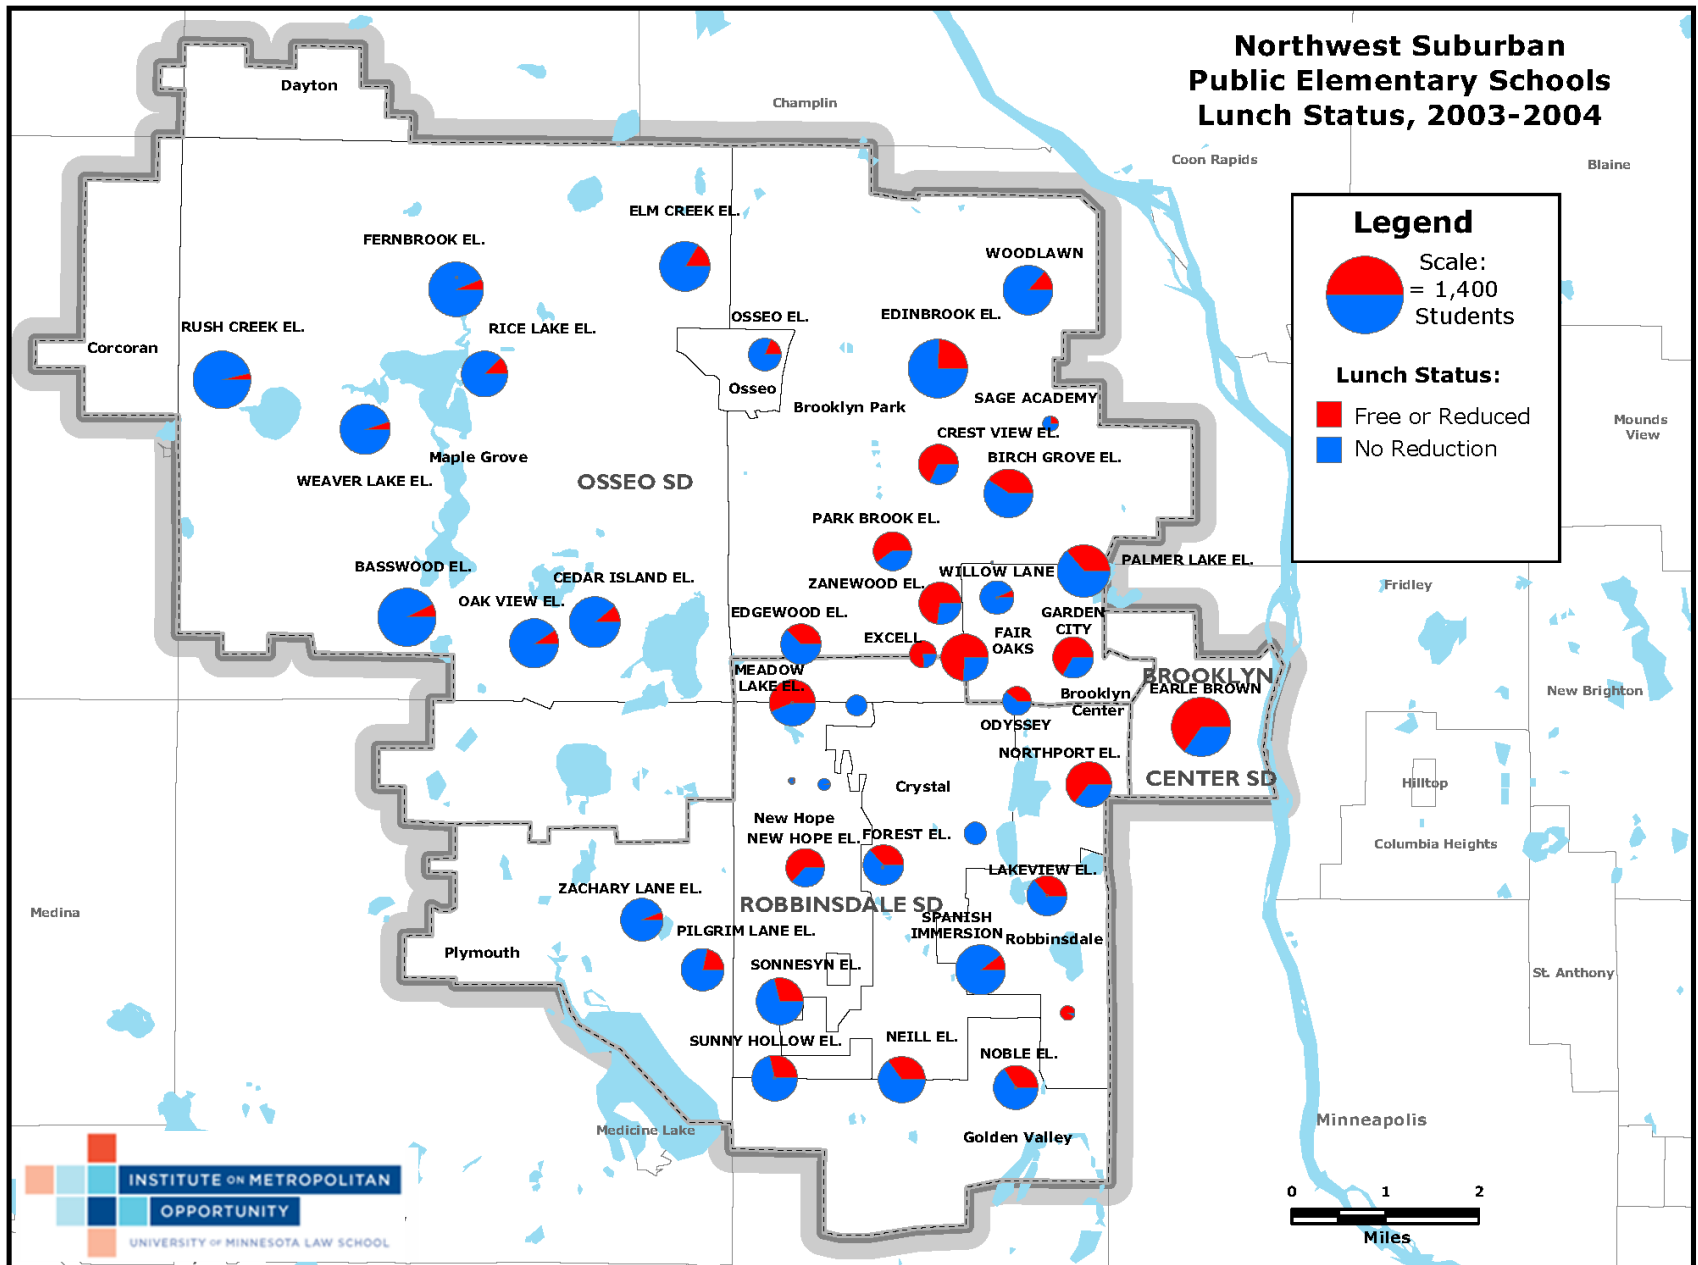 Northwest Suburban
Public Elementary Schools
Lunch Status, 2003-2004
Dayton
Champlin
Coon Rapids
Blaine
Legend
Scale:
= 1,400
Students
Lunch Status:
Free or Reduced
No Reduction
ELM CREEK EL.
FERNBROOK EL.
WOODLAWN
OSSEO EL.
EDINBROOK EL.
RUSH CREEK EL.
RICE LAKE EL.
Corcoran
Osseo
Brooklyn Park
SAGE ACADEMY
Mounds
View
CREST VIEW EL.
Maple Grove
BIRCH GROVE EL.
WEAVER LAKE EL.
OSSEO SD
PARK BROOK EL.
BASSWOOD EL.
CEDAR ISLAND EL.
ZANEWOOD EL.
WILLOW LANE
PALMER LAKE EL.
Fridley
OAK VIEW EL.
EDGEWOOD EL.
GARDEN
CITY
EXCELL
FAIR
OAKS
MEADOW
LAKE EL.
BROOKLYN
EARLE BROWN
New Brighton
Brooklyn
Center
ODYSSEY
NORTHPORT EL.
CENTER SD
Hilltop
Crystal
New Hope
NEW HOPE EL.
FOREST EL.
Columbia Heights
LAKEVIEW EL.
ZACHARY LANE EL.
ROBBINSDALE SD
Medina
SPANISH
IMMERSION
Robbinsdale
PILGRIM LANE EL.
Plymouth
SONNESYN EL.
St. Anthony
SUNNY HOLLOW EL.
NEILL EL.
NOBLE EL.
Medicine Lake
Golden Valley
Minneapolis
INSTITUTE ON METROPOLITAN
OPPORTUNITY
UNIVERSITY OF MINNESOTA LAW SCHOOL
0 1 2
Miles